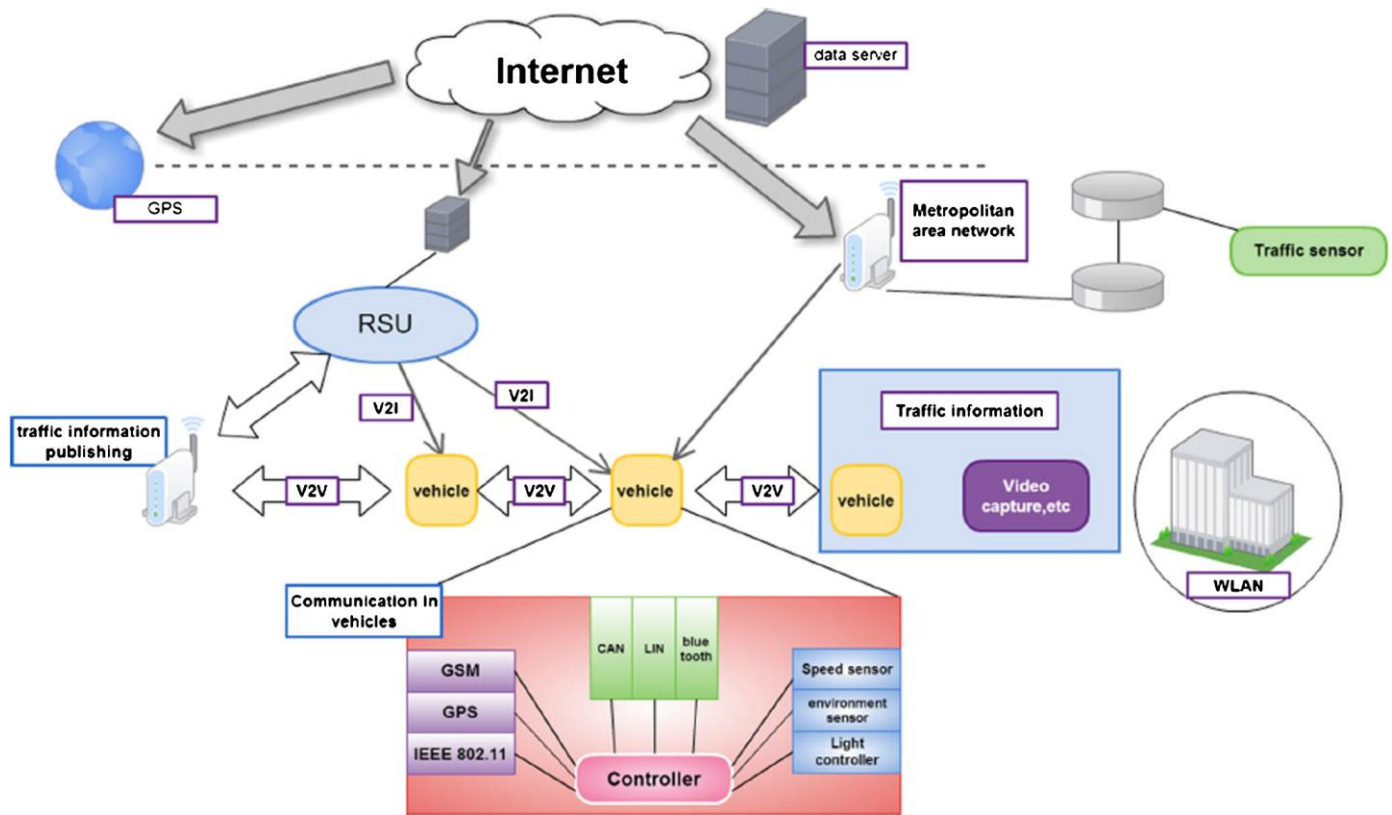 Internet
data server
GPS
Metropolitan
area network
Traffic sensor
RSU
V2I
V2I
traffic information
publishing
Traffic information
V2V
vehicle
V2V
vehicle
V2V
vehicle
Video
capture,etc
WLAN
Communication in
vehicles
CAN
LIN
blue
tooth
GSM
GPS
IEEE 802.11
Speed sensor
environment
sensor
Light
controller
Controller